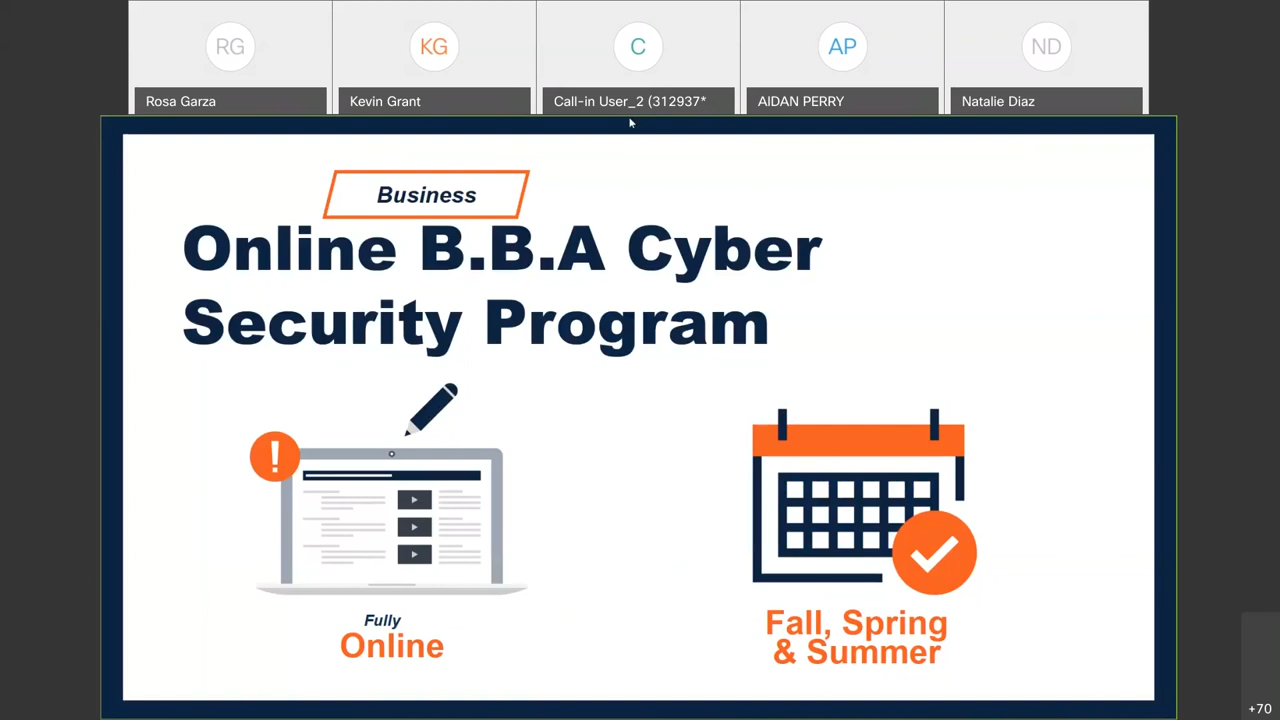 RG
KG
C
AP
ND
Rosa Garza
Kevin Grant
Call-in User_2 (312937*
AIDAN PERRY
Natalie Diaz
Business
Online B.B.A Cyber
Security Program
!
Fully
Online
Fall, Spring
& Summer
+70